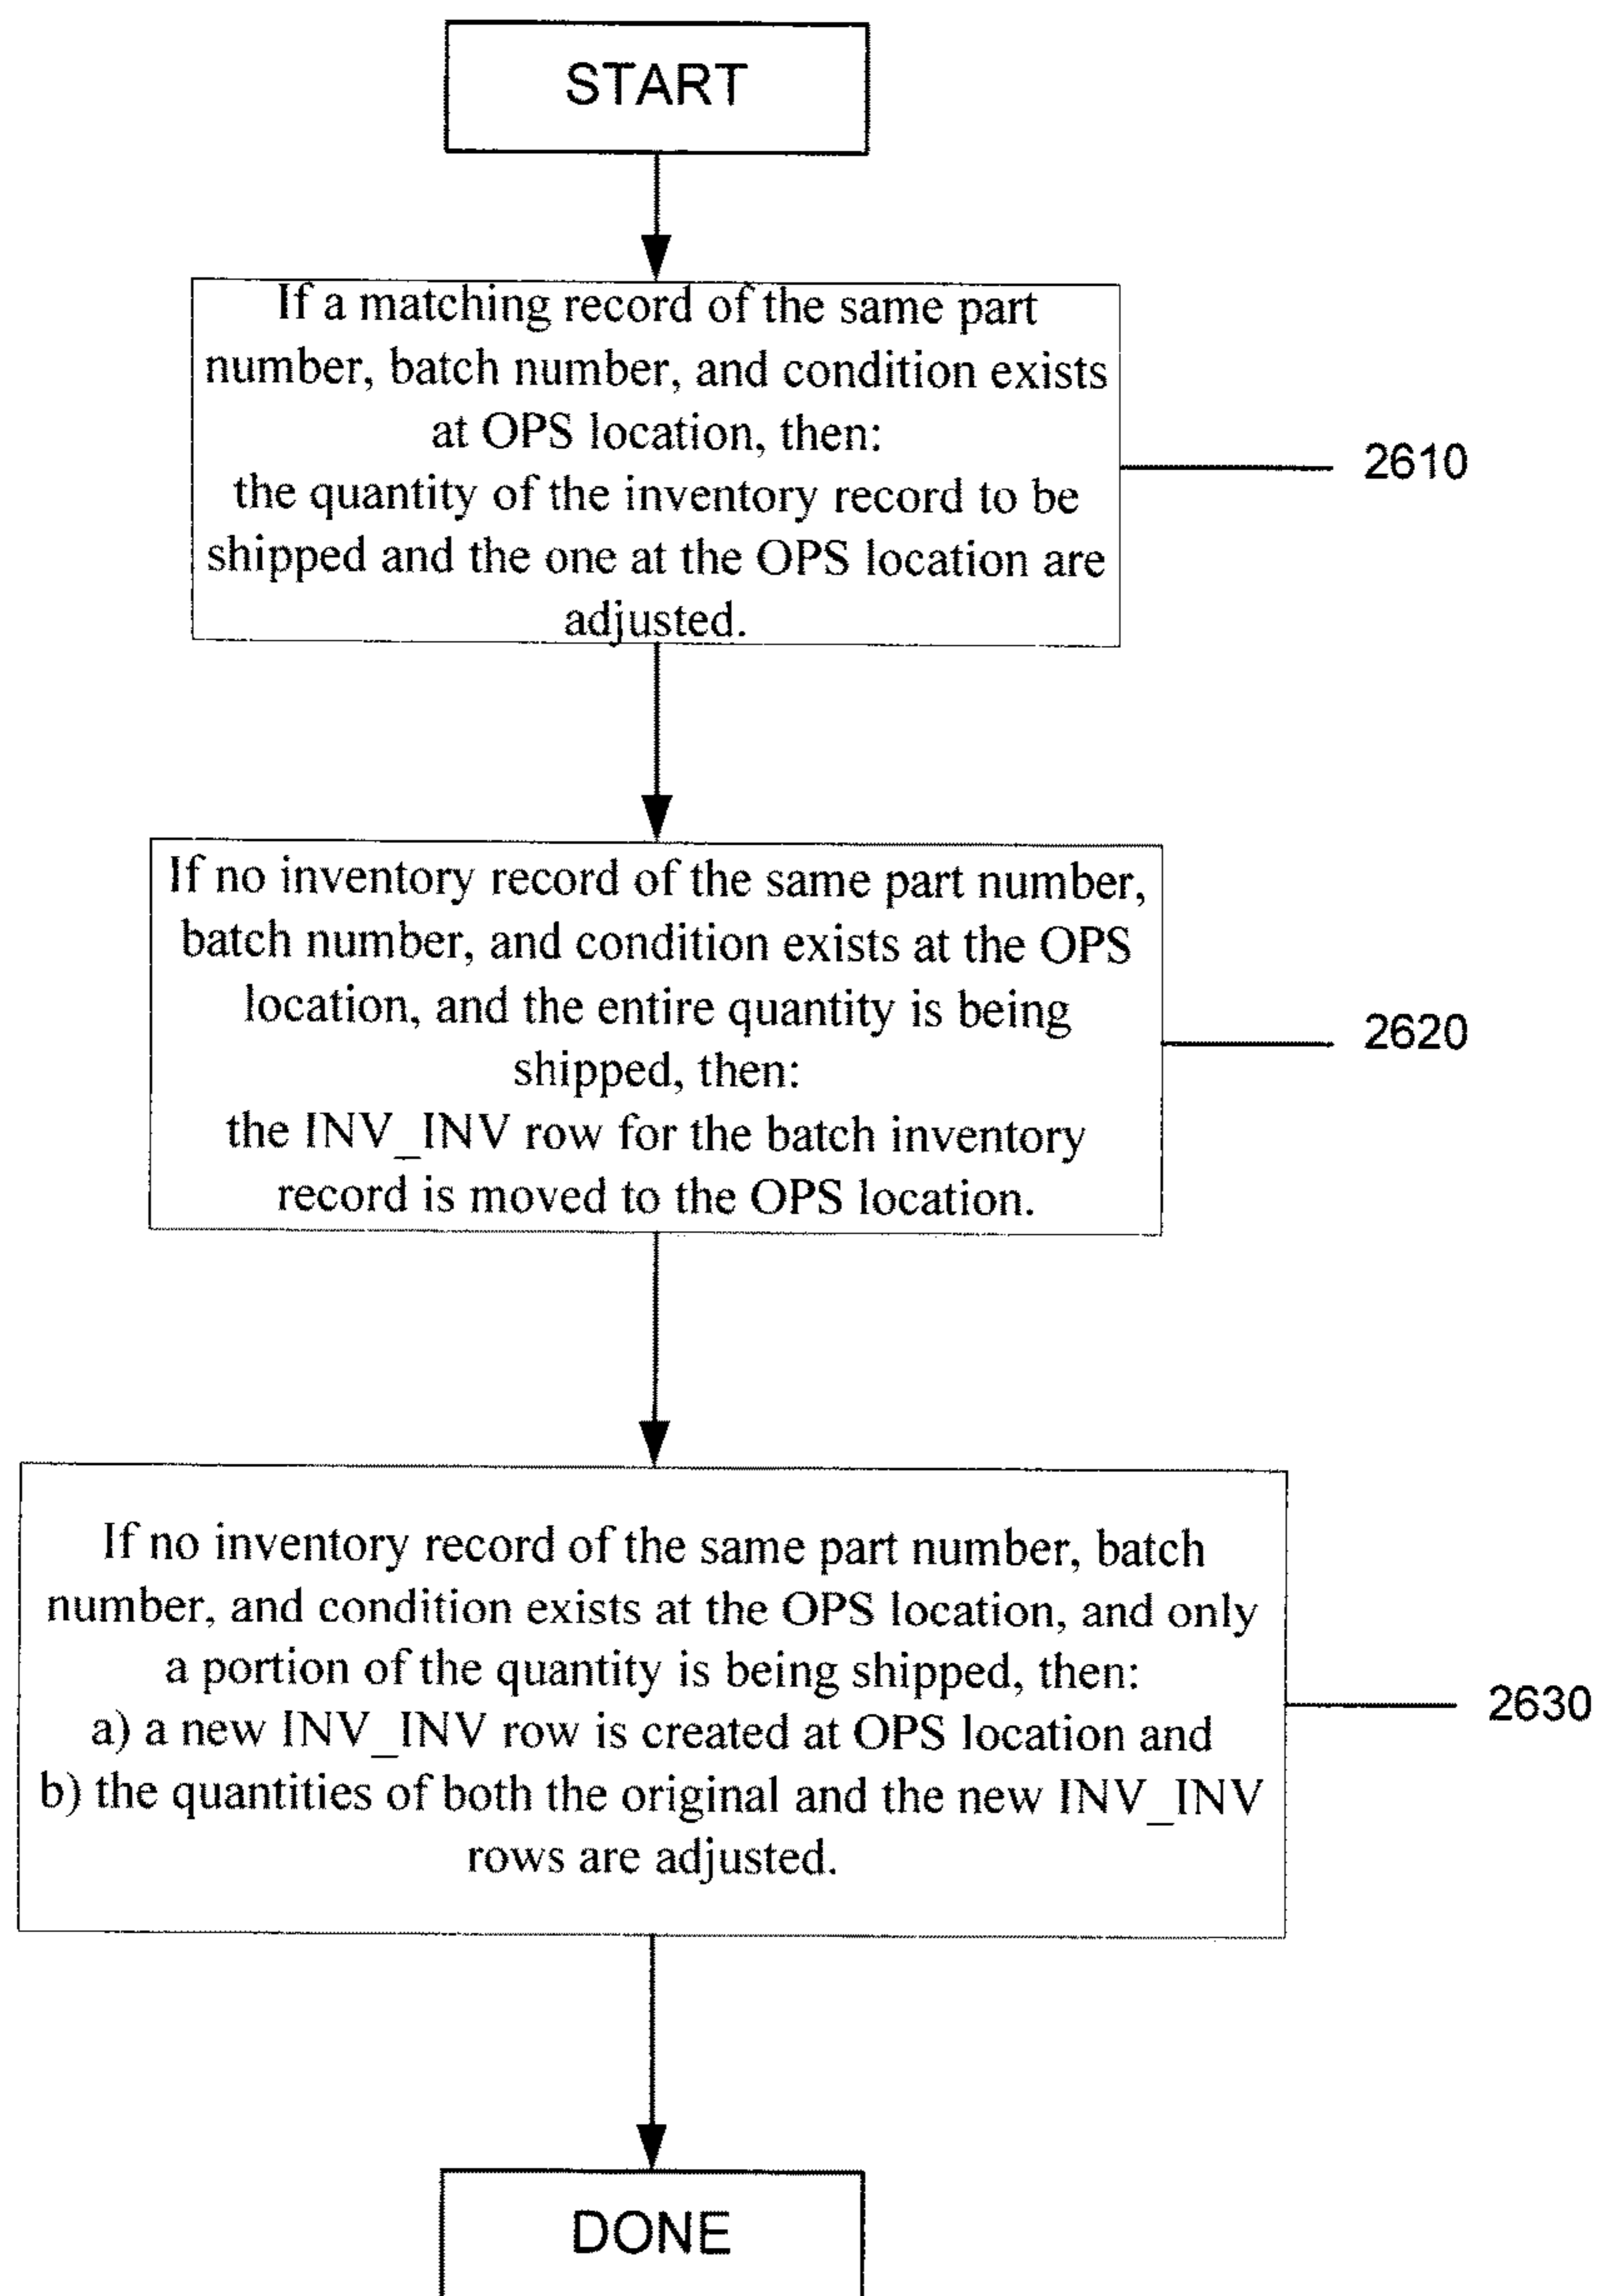 START
If a matching record of the same part
number, batch number, and condition exists
at OPS location, then:
the quantity of the inventory record to be
shipped and the one at the OPS location are
adjusted.
2610
If no inventory record of the same part number,
batch number, and condition exists at the OPS
location, and the entire quantity is being
shipped, then:
the INV_INV row for the batch inventory
record is moved to the OPS location.
2620
If no inventory record of the same part number, batch
number, and condition exists at the OPS location, and only
a portion of the quantity is being shipped, then:
a) a new INV_INV row is created at OPS location and
b) the quantities of both the original and the new INV_INV
rows are adjusted.
2630
DONE